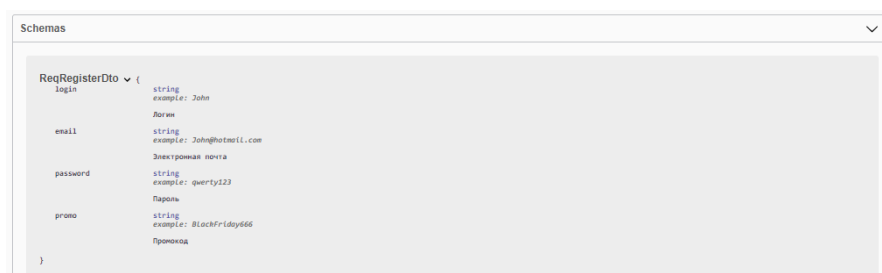 Schemas
ReqRegisterDto {
login string
example: John
Логин
email string
example: John@hotmail.com
Электронная почта
password string
example: qwerty123
Пароль
promo string
example: BlackFriday666
Промокод
}